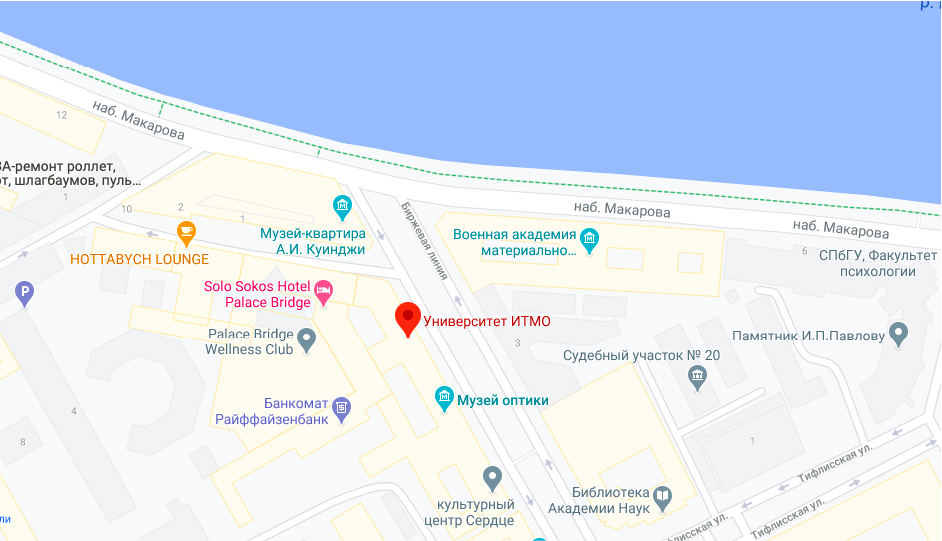 р.
наб. Макарова
12
ВА-ремонт роллет,
от, шлагбаумов, пуль...
1
10
2
1
Музей-квартира
А.И. Куинджи
HOTTABYCH LOUNGE
P
Биржевая линия
наб. Макарова
наб. Макарова
Военная академия
материально...
6
СПбГУ, Факультет
психологии
Solo Sokos Hotel
Palace Bridge
Университет ИТМО
Palace Bridge
Wellness Club
3
Памятник И.П.Павлову
Судебный участок № 20
Банкомат
Райффайзенбанк
Музей оптики
4
8
1
Тифлисская ул.
культурный
центр Сердце
Библиотека
Академии Наук
ли
Тифлисская ул.
Тифлисская ул.